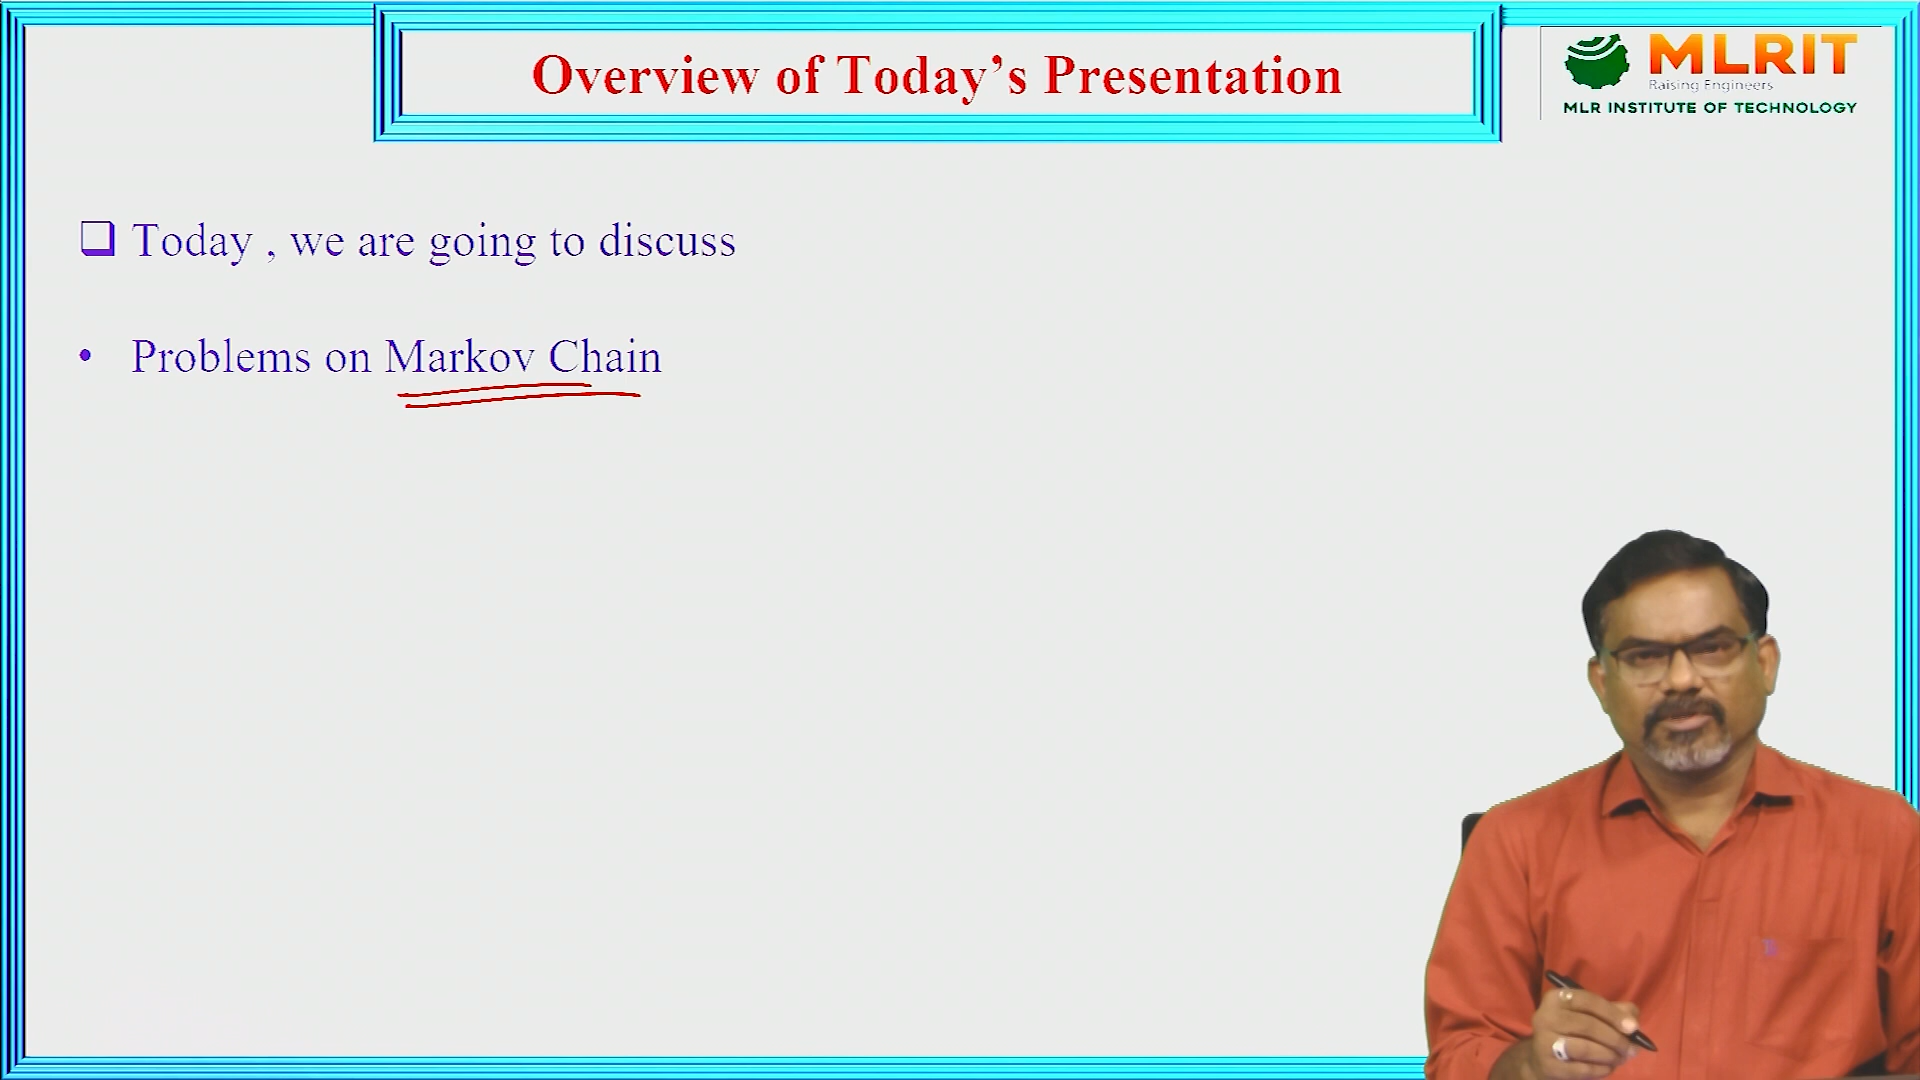 Overview of Today’s Presentation
MLRIT
Raising Engineers
MLR INSTITUTE OF TECHNOLOGY
❑ Today , we are going to discuss
• Problems on Markov Chain